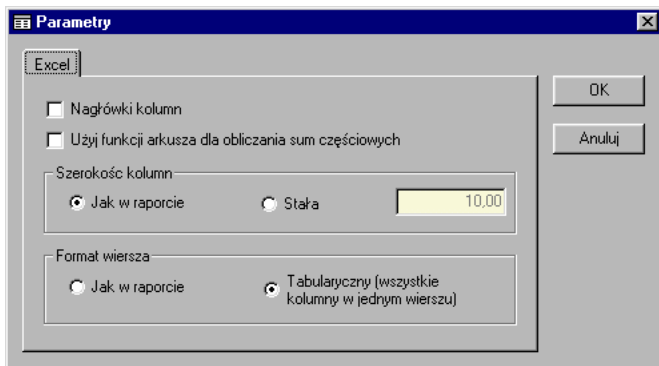 Parametry
Excel
OK
Nagłówki kolumn
Użyj funkcji arkusza dla obliczania sum częściowych
Anuluj
Szerokośc kolumn
Jak w raporcie
Stała
10,00
Format wiersza
Jak w raporcie
Tabularyczny (wszystkie
kolumny w jednym wierszu)